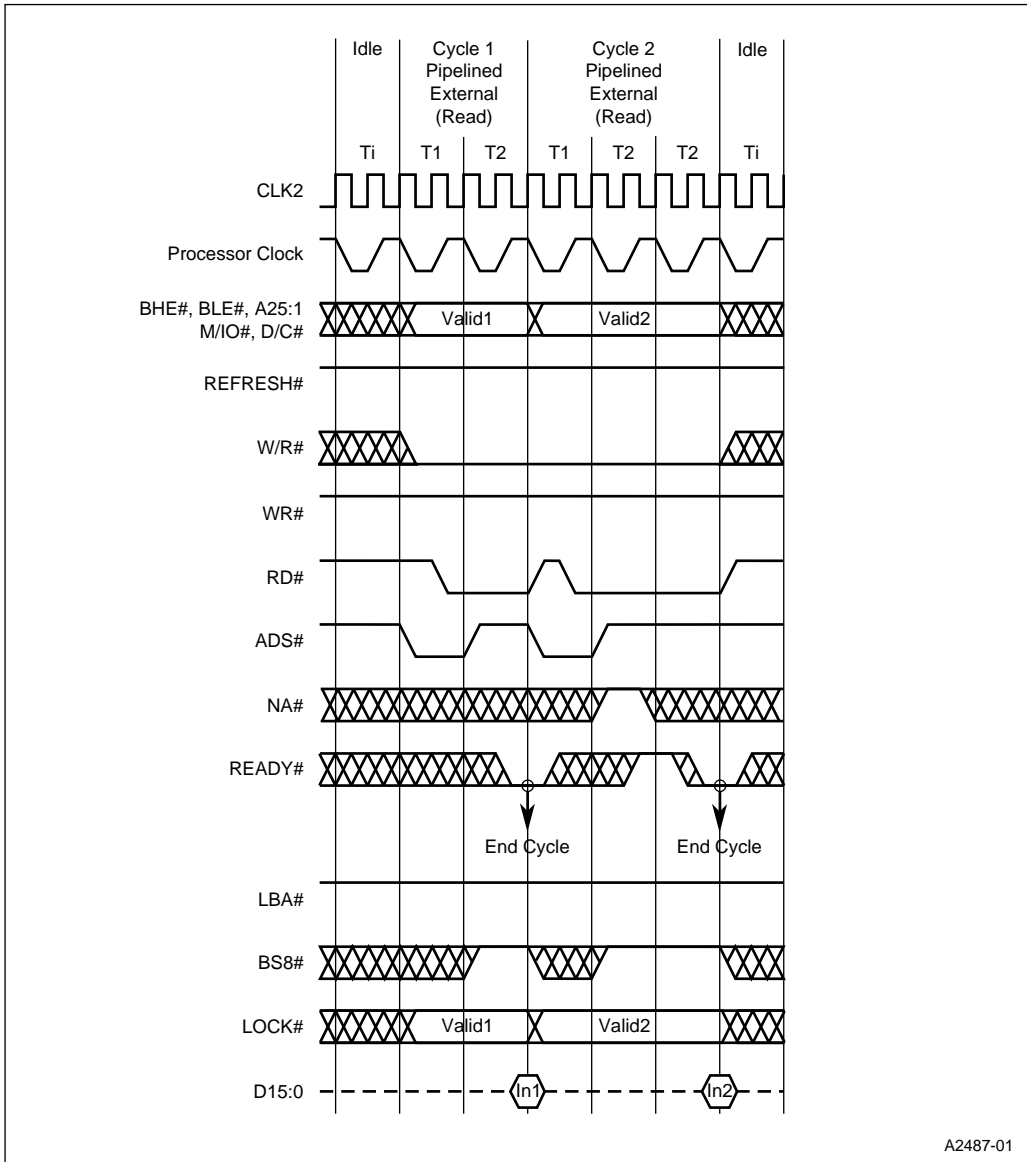 Idle
Cycle 1
Pipelined
External
(Read)
Cycle 2
Pipelined
External
(Read)
Idle
Ti T1 T2 T1 T2 T2 Ti
CLK2
Processor Clock
BHE#, BLE#, A25:1
M/IO#, D/C#
Valid1 Valid2
REFRESH#
W/R#
WR#
RD#
ADS#
NA#
READY#
End Cycle End Cycle
LBA#
BS8#
LOCK# Valid1 Valid2
D15:0 In1 In2
A2487-01